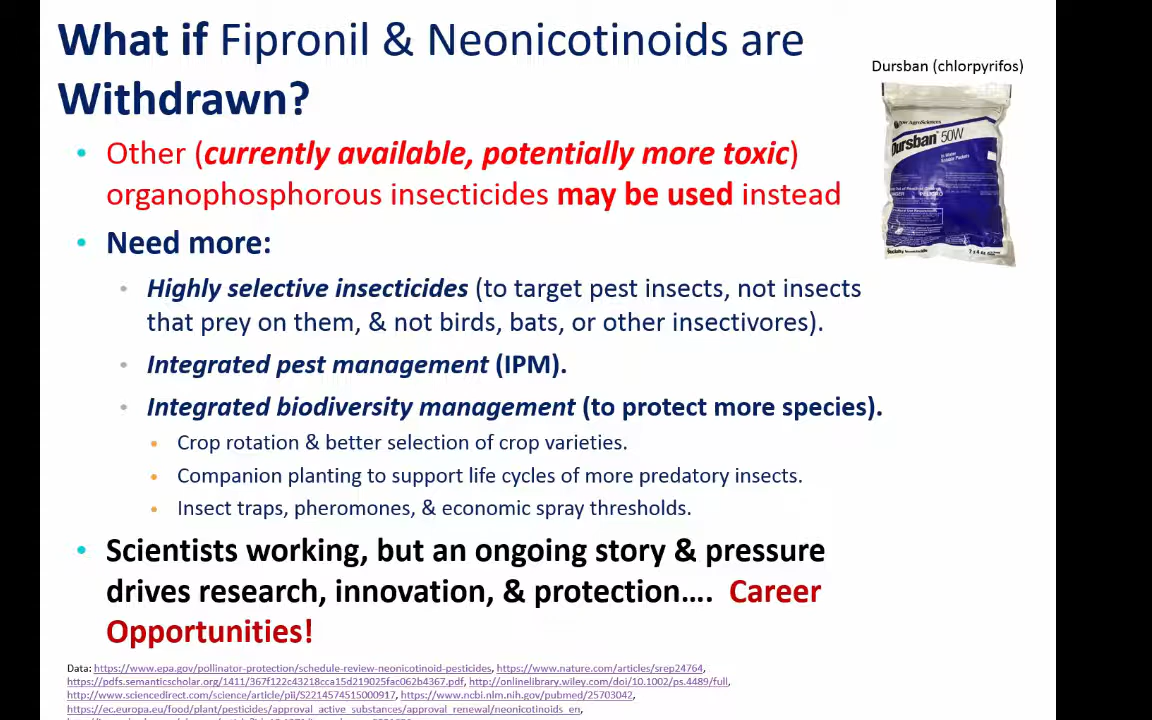 What if Fipronil & Neonicotinoids are
Withdrawn?
Dursban (chlorpyrifos)
Dursban 50W
• Other (currently available, potentially more toxic)
organophosphorous insecticides may be used instead
• Need more:
• Highly selective insecticides (to target pest insects, not insects
that prey on them, & not birds, bats, or other insectivores).
• Integrated pest management (IPM).
• Integrated biodiversity management (to protect more species).
• Crop rotation & better selection of crop varieties.
• Companion planting to support life cycles of more predatory insects.
• Insect traps, pheromones, & economic spray thresholds.
• Scientists working, but an ongoing story & pressure
drives research, innovation, & protection.... Career
Opportunities!
Data: https://www.epa.gov/pollinator-protection/schedule-review-neonicotinoid-pesticides, https://www.nature.com/articles/srep24764,
https://pdfs.semanticscholar.org/1411/367f122c43218cca15d219025fac062b4367.pdf, http://onlinelibrary.wiley.com/doi/10.1002/ps.4489/full,
http://www.sciencedirect.com/science/article/pii/S2214574515000917, https://www.ncbi.nlm.nih.gov/pubmed/25703042,
https://ec.europa.eu/food/plant/pesticides/approval_active_substances/approval_renewal/neonicotinoids_en,